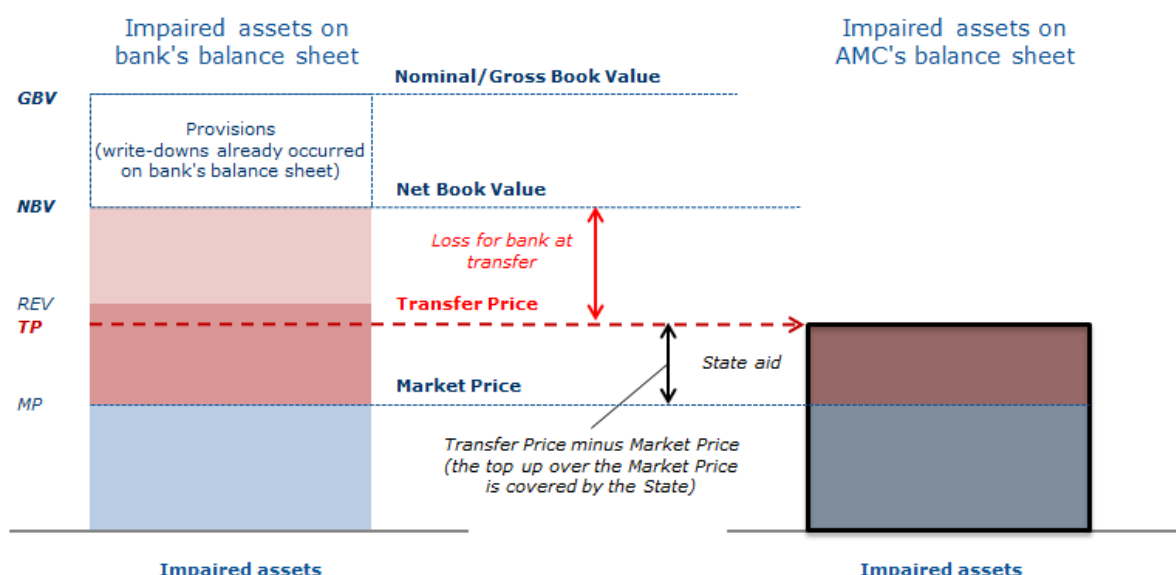 Impaired assets on
bank's balance sheet
Impaired assets on
AMC's balance sheet
Nominal/Gross Book Value
GBV
Provisions
(write-downs already occurred
on bank's balance sheet)
Net Book Value
NBV
Loss for bank at
transfer
REV
Transfer Price
TP
State aid
Market Price
MP
Transfer Price minus Market Price
(the top up over the Market Price
is covered by the State)
Impaired assets
Impaired assets